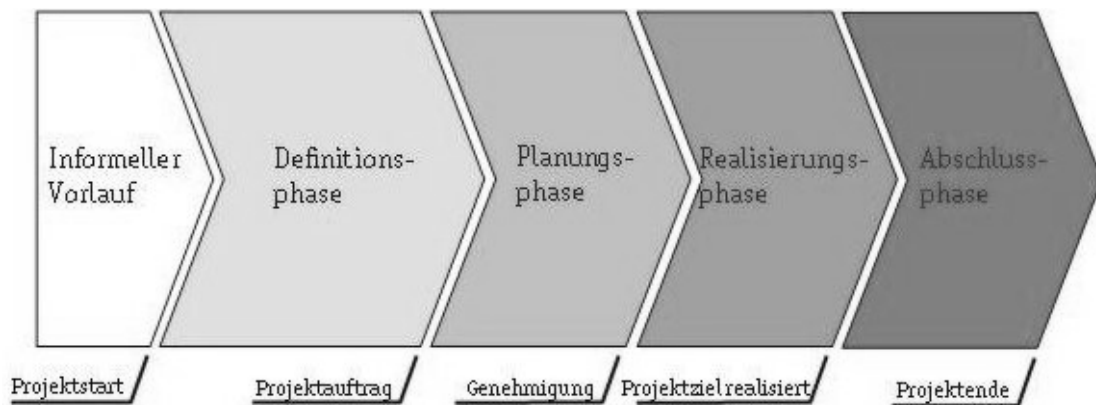 Informeller
Vorlauf
Definitions-
phase
Planungs-
phase
Realisierungs-
phase
Abschluss-
phase
Projektstart
Projektauftrag
Genehmigung
Projektziel realisiert
Projektende